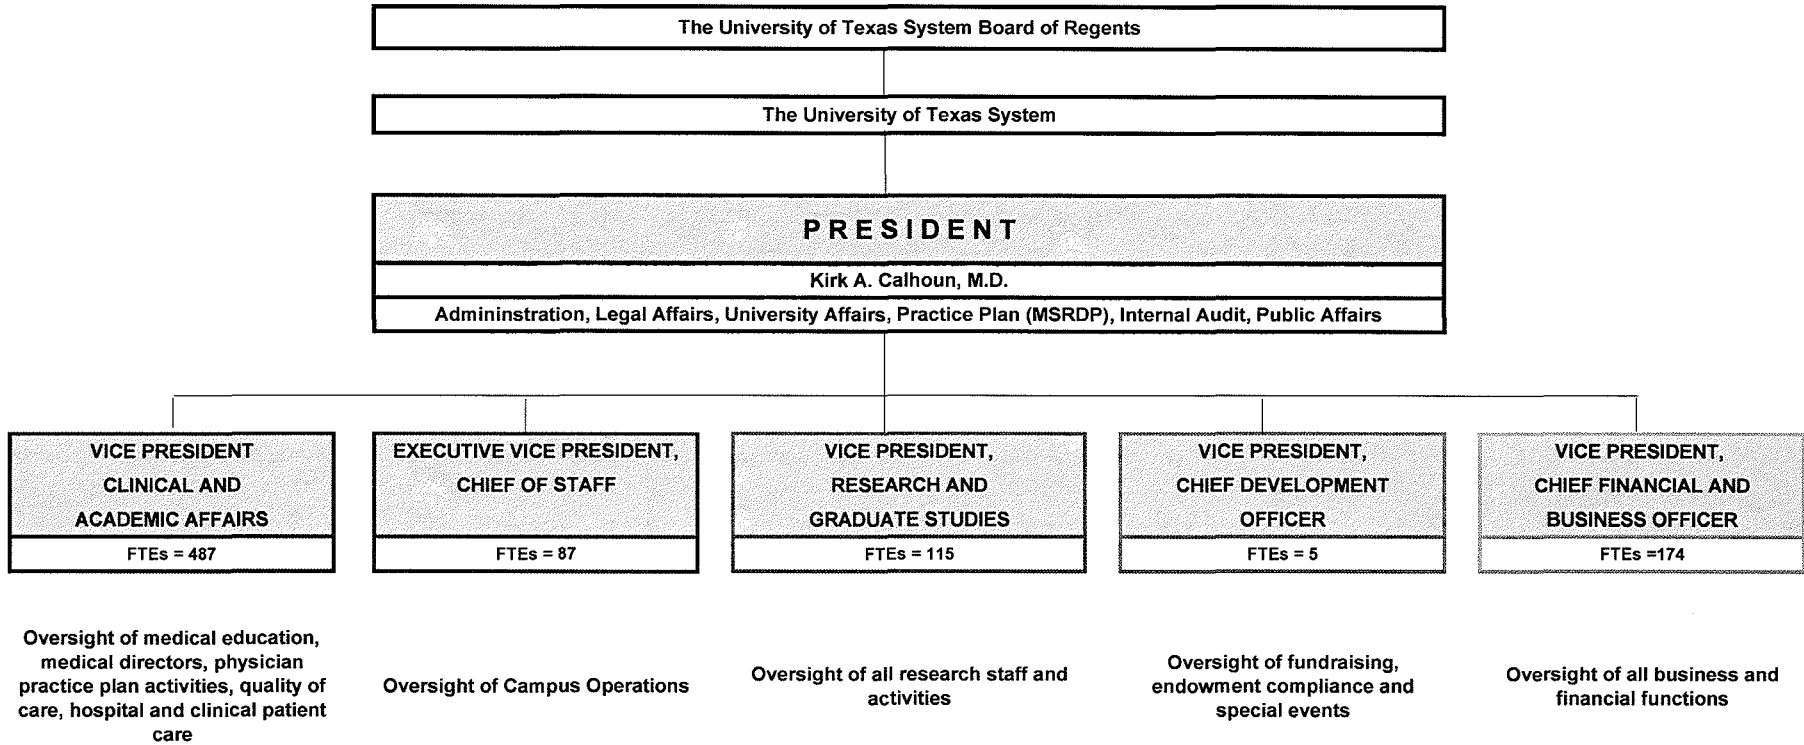 The University of Texas System Board of Regents
The University of Texas System
PRESIDENT
Kirk A. Calhoun, M.D.
Admininstration, Legal Affairs, University Affairs, Practice Plan (MSRDP), Internal Audit, Public Affairs
VICE PRESIDENT
CLINICAL AND
ACADEMIC AFFAIRS
FTEs = 487
Oversight of medical education,
medical directors, physician
practice plan activities, quality of
care, hospital and clinical patient
care
EXECUTIVE VICE PRESIDENT,
CHIEF OF STAFF
FTEs = 87
Oversight of Campus Operations
VICE PRESIDENT,
RESEARCH AND
GRADUATE STUDIES
FTEs = 115
Oversight of all research staff and
activities
VICE PRESIDENT,
CHIEF DEVELOPMENT
OFFICER
FTEs = 5
Oversight of fundraising,
endowment compliance and
special events
VICE PRESIDENT,
CHIEF FINANCIAL AND
BUSINESS OFFICER
FTEs =174
Oversight of all business and
financial functions